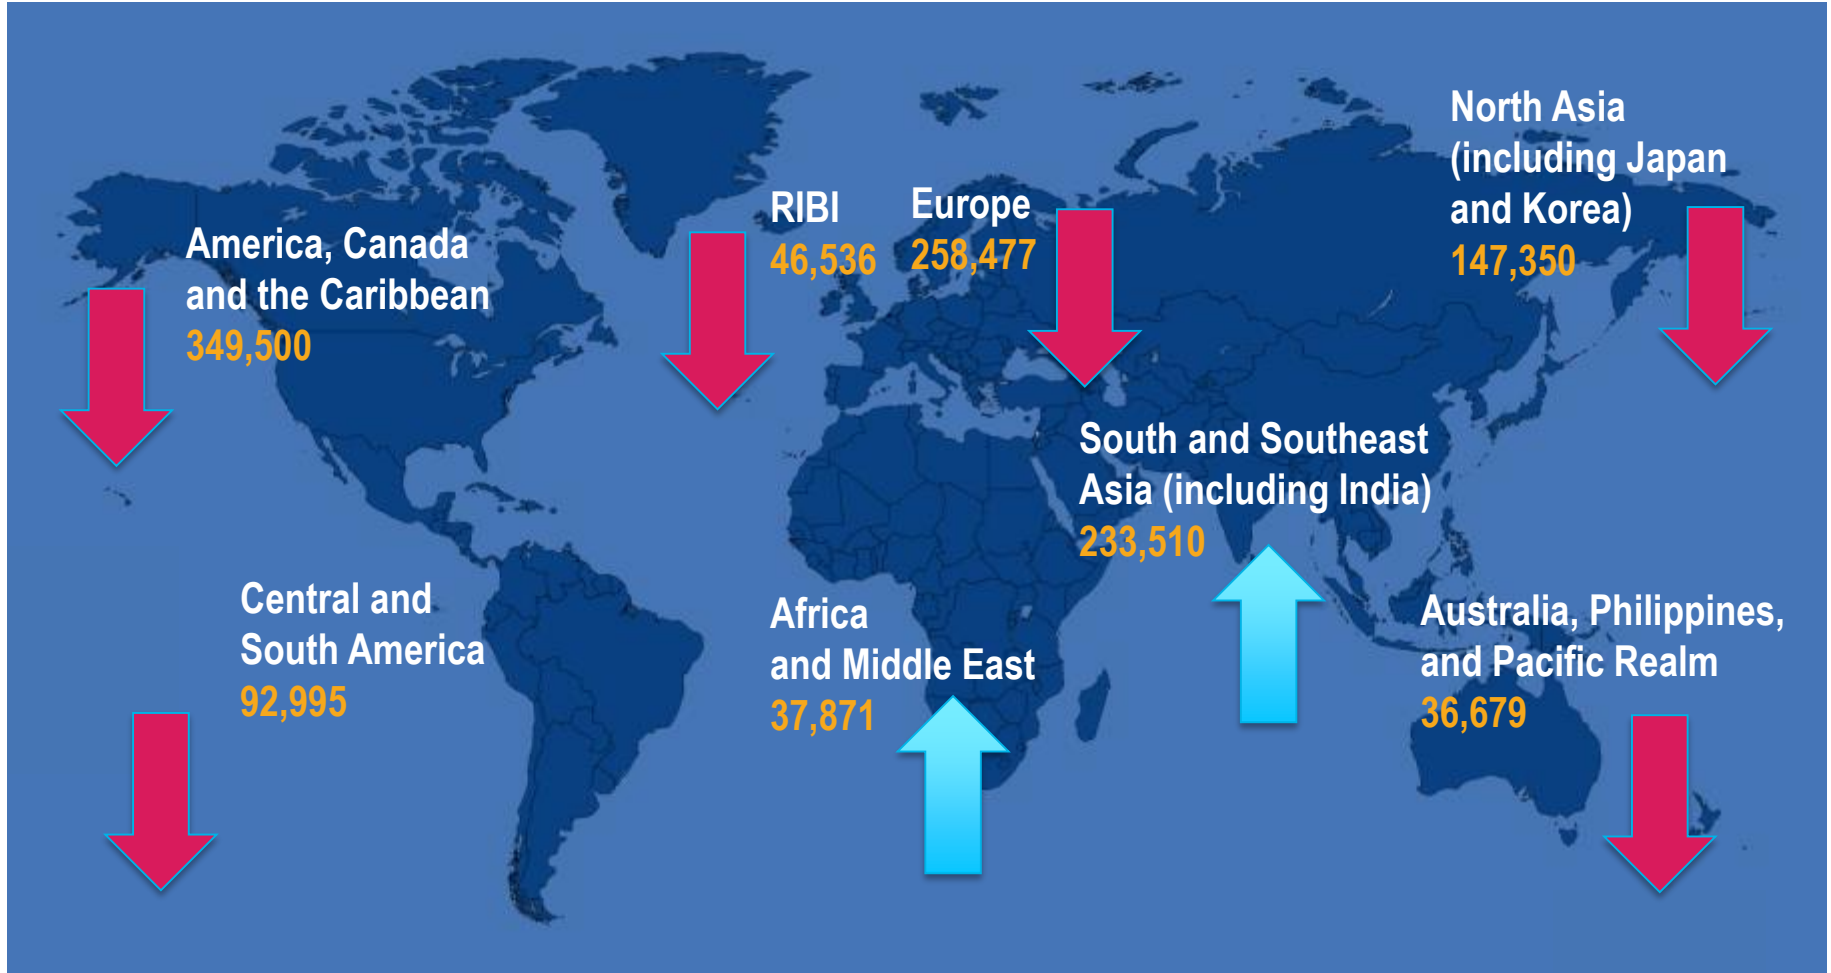 America, Canada
and the Caribbean
349,500
RIBI
46,536
Europe
258,477
North Asia
(including Japan
and Korea)
147,350
South and Southeast
Asia (including India)
233,510
Central and
South America
92,995
Africa
and Middle East
37,871
Australia, Philippines,
and Pacific Realm
36,679